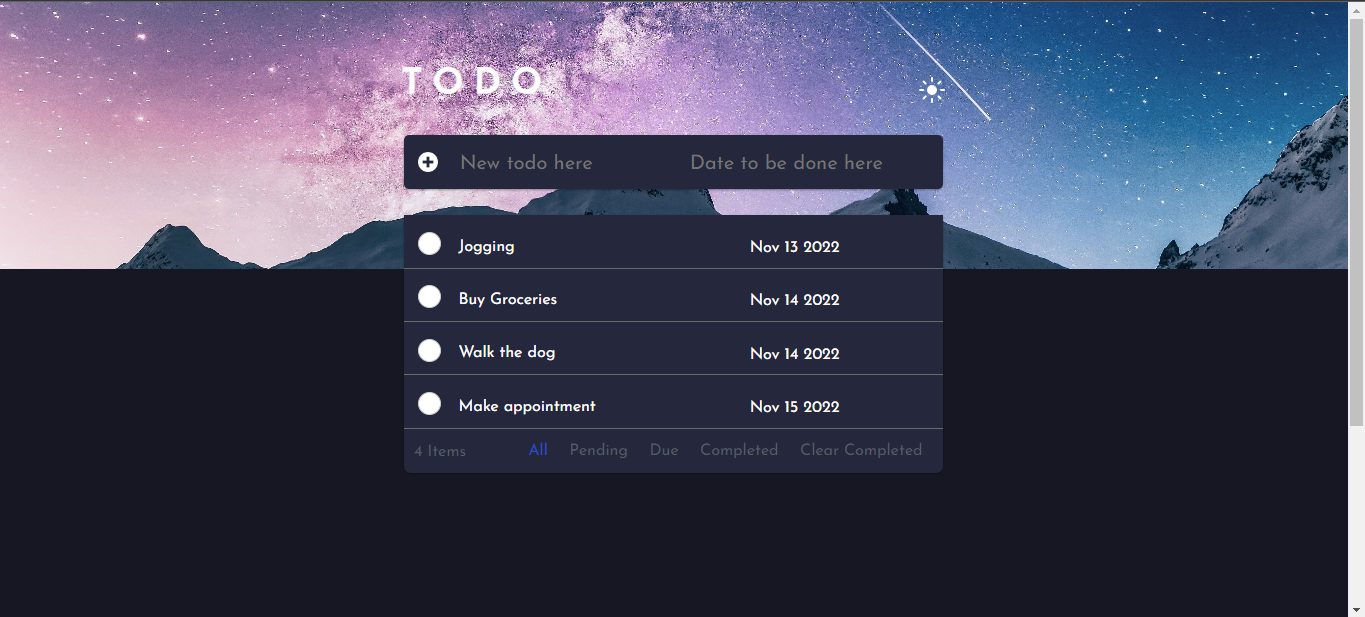 TODO
New todo here Date to be done here
Jogging Nov 13 2022
Buy Groceries Nov 14 2022
Walk the dog Nov 14 2022
Make appointment Nov 15 2022
4 Items All Pending Due Completed Clear Completed